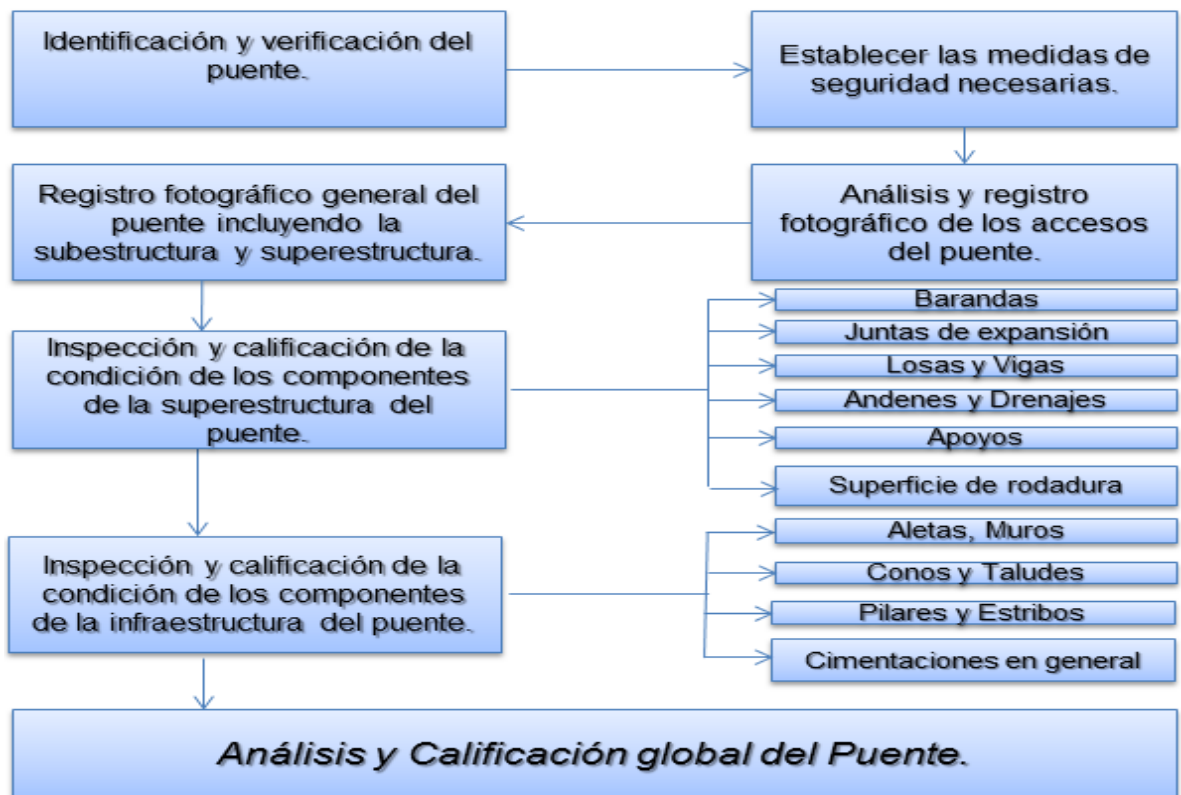 Identificación y verificación del
puente.
Establecer las medidas de
seguridad necesarias.
Análisis y registro
fotográfico de los accesos
del puente.
Registro fotográfico general del
puente incluyendo la
subestructura y superestructura.
Inspección y calificación de la
condición de los componentes
de la superestructura del
puente.
Barandas
Juntas de expansión
Losas y Vigas
Andenes y Drenajes
Apoyos
Superficie de rodadura
Inspección y calificación de la
condición de los componentes
de la infraestructura del puente.
Aletas, Muros
Conos y Taludes
Pilares y Estribos
Cimentaciones en general
Análisis y Calificación global del Puente.